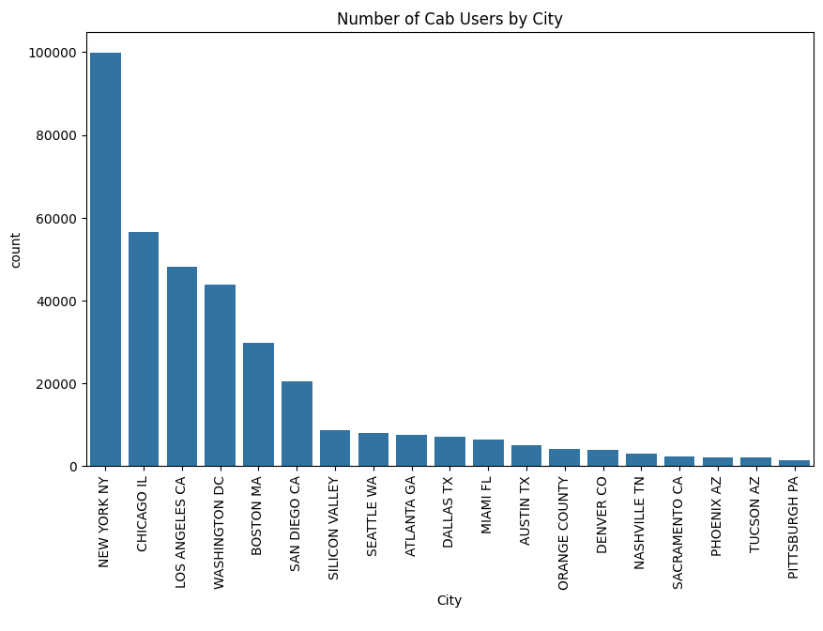 Number of Cab Users by City
count
100000
80000
60000
40000
20000
0
NEW YORK NY
CHICAGO IL
LOS ANGELES CA
WASHINGTON DC
BOSTON MA
SAN DIEGO CA
SILICON VALLEY
SEATTLE WA
ATLANTA GA
DALLAS TX
MIAMI FL
AUSTIN TX
ORANGE COUNTY
DENVER CO
NASHVILLE TN
SACRAMENTO CA
PHOENIX AZ
TUCSON AZ
PITTSBURGH PA
City